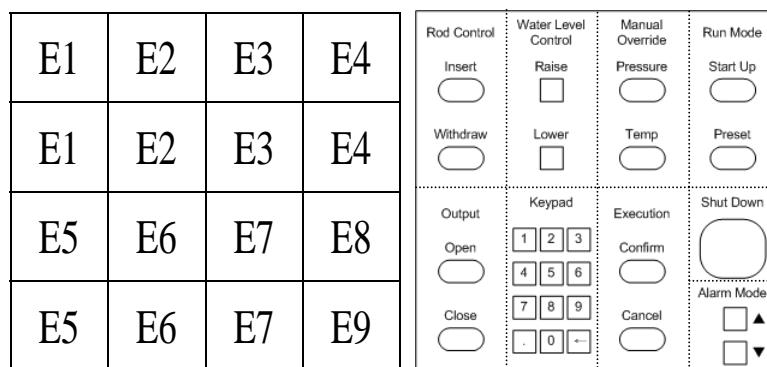 E1 E2 E3 E4
E1 E2 E3 E4
E5 E6 E7 E8
E5 E6 E7 E9
Rod Control
Insert
Withdraw
Water Level
Control
Raise
Lower
Manual
Override
Pressure
Temp
Run Mode
Start Up
Preset
Output
Open
Close
Keypad
1 2 3
4 5 6
7 8 9
. 0 ←
Execution
Confirm
Cancel
Shut Down
Alarm Mode
▲
▼